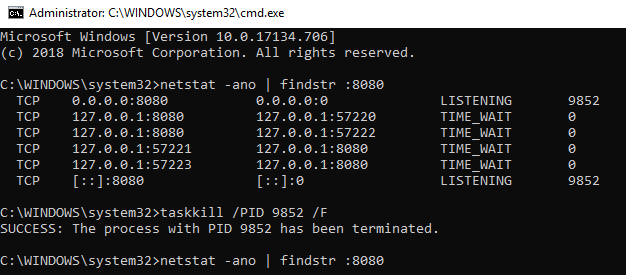 Administrator: C:\WINDOWS\system32\cmd.exe
Microsoft Windows [Version 10.0.17134.706]
(c) 2018 Microsoft Corporation. All rights reserved.
C:\WINDOWS\system32>netstat -ano | findstr :8080
TCP 0.0.0.0:8080 0.0.0.0:0 LISTENING 9852
TCP 127.0.0.1:8080 127.0.0.1:57220 TIME_WAIT 0
TCP 127.0.0.1:8080 127.0.0.1:57222 TIME_WAIT 0
TCP 127.0.0.1:57221 127.0.0.1:8080 TIME_WAIT 0
TCP 127.0.0.1:57223 127.0.0.1:8080 TIME_WAIT 0
TCP [::]:8080 [::]:0 LISTENING 9852
C:\WINDOWS\system32>taskkill /PID 9852 /F
SUCCESS: The process with PID 9852 has been terminated.
C:\WINDOWS\system32>netstat -ano | findstr :8080